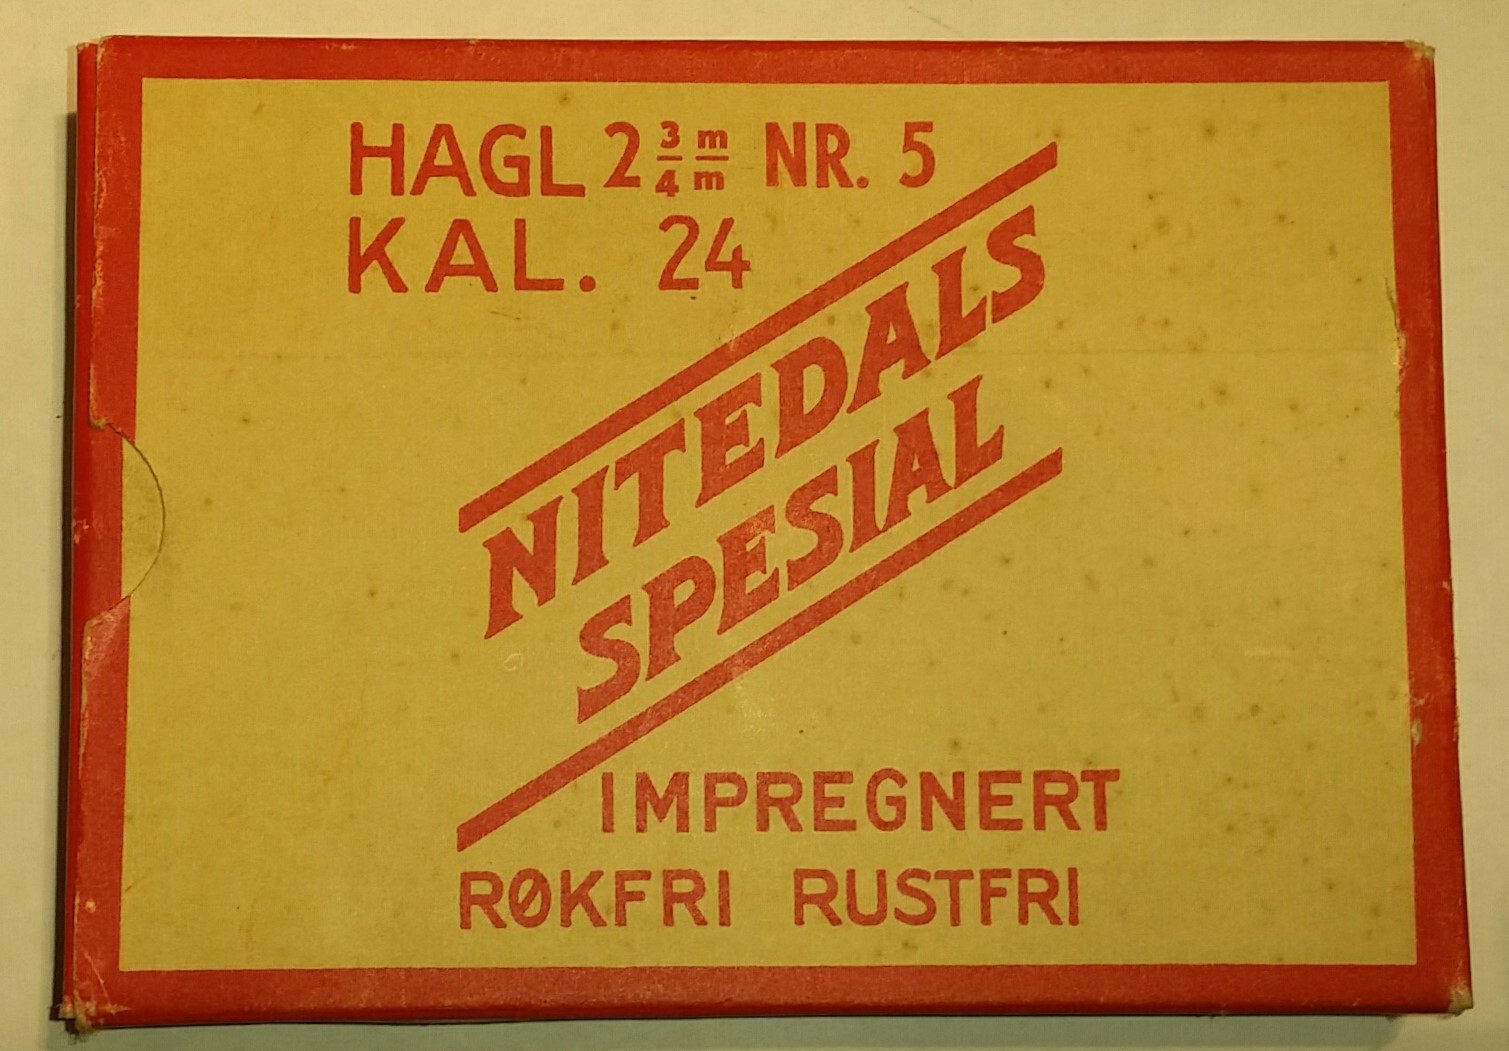 HAGL 2 3/4 m/m NR. 5
KAL. 24
NITEDALS
SPESIAL
IMPREGNERT
RØKFRI RUSTFRI